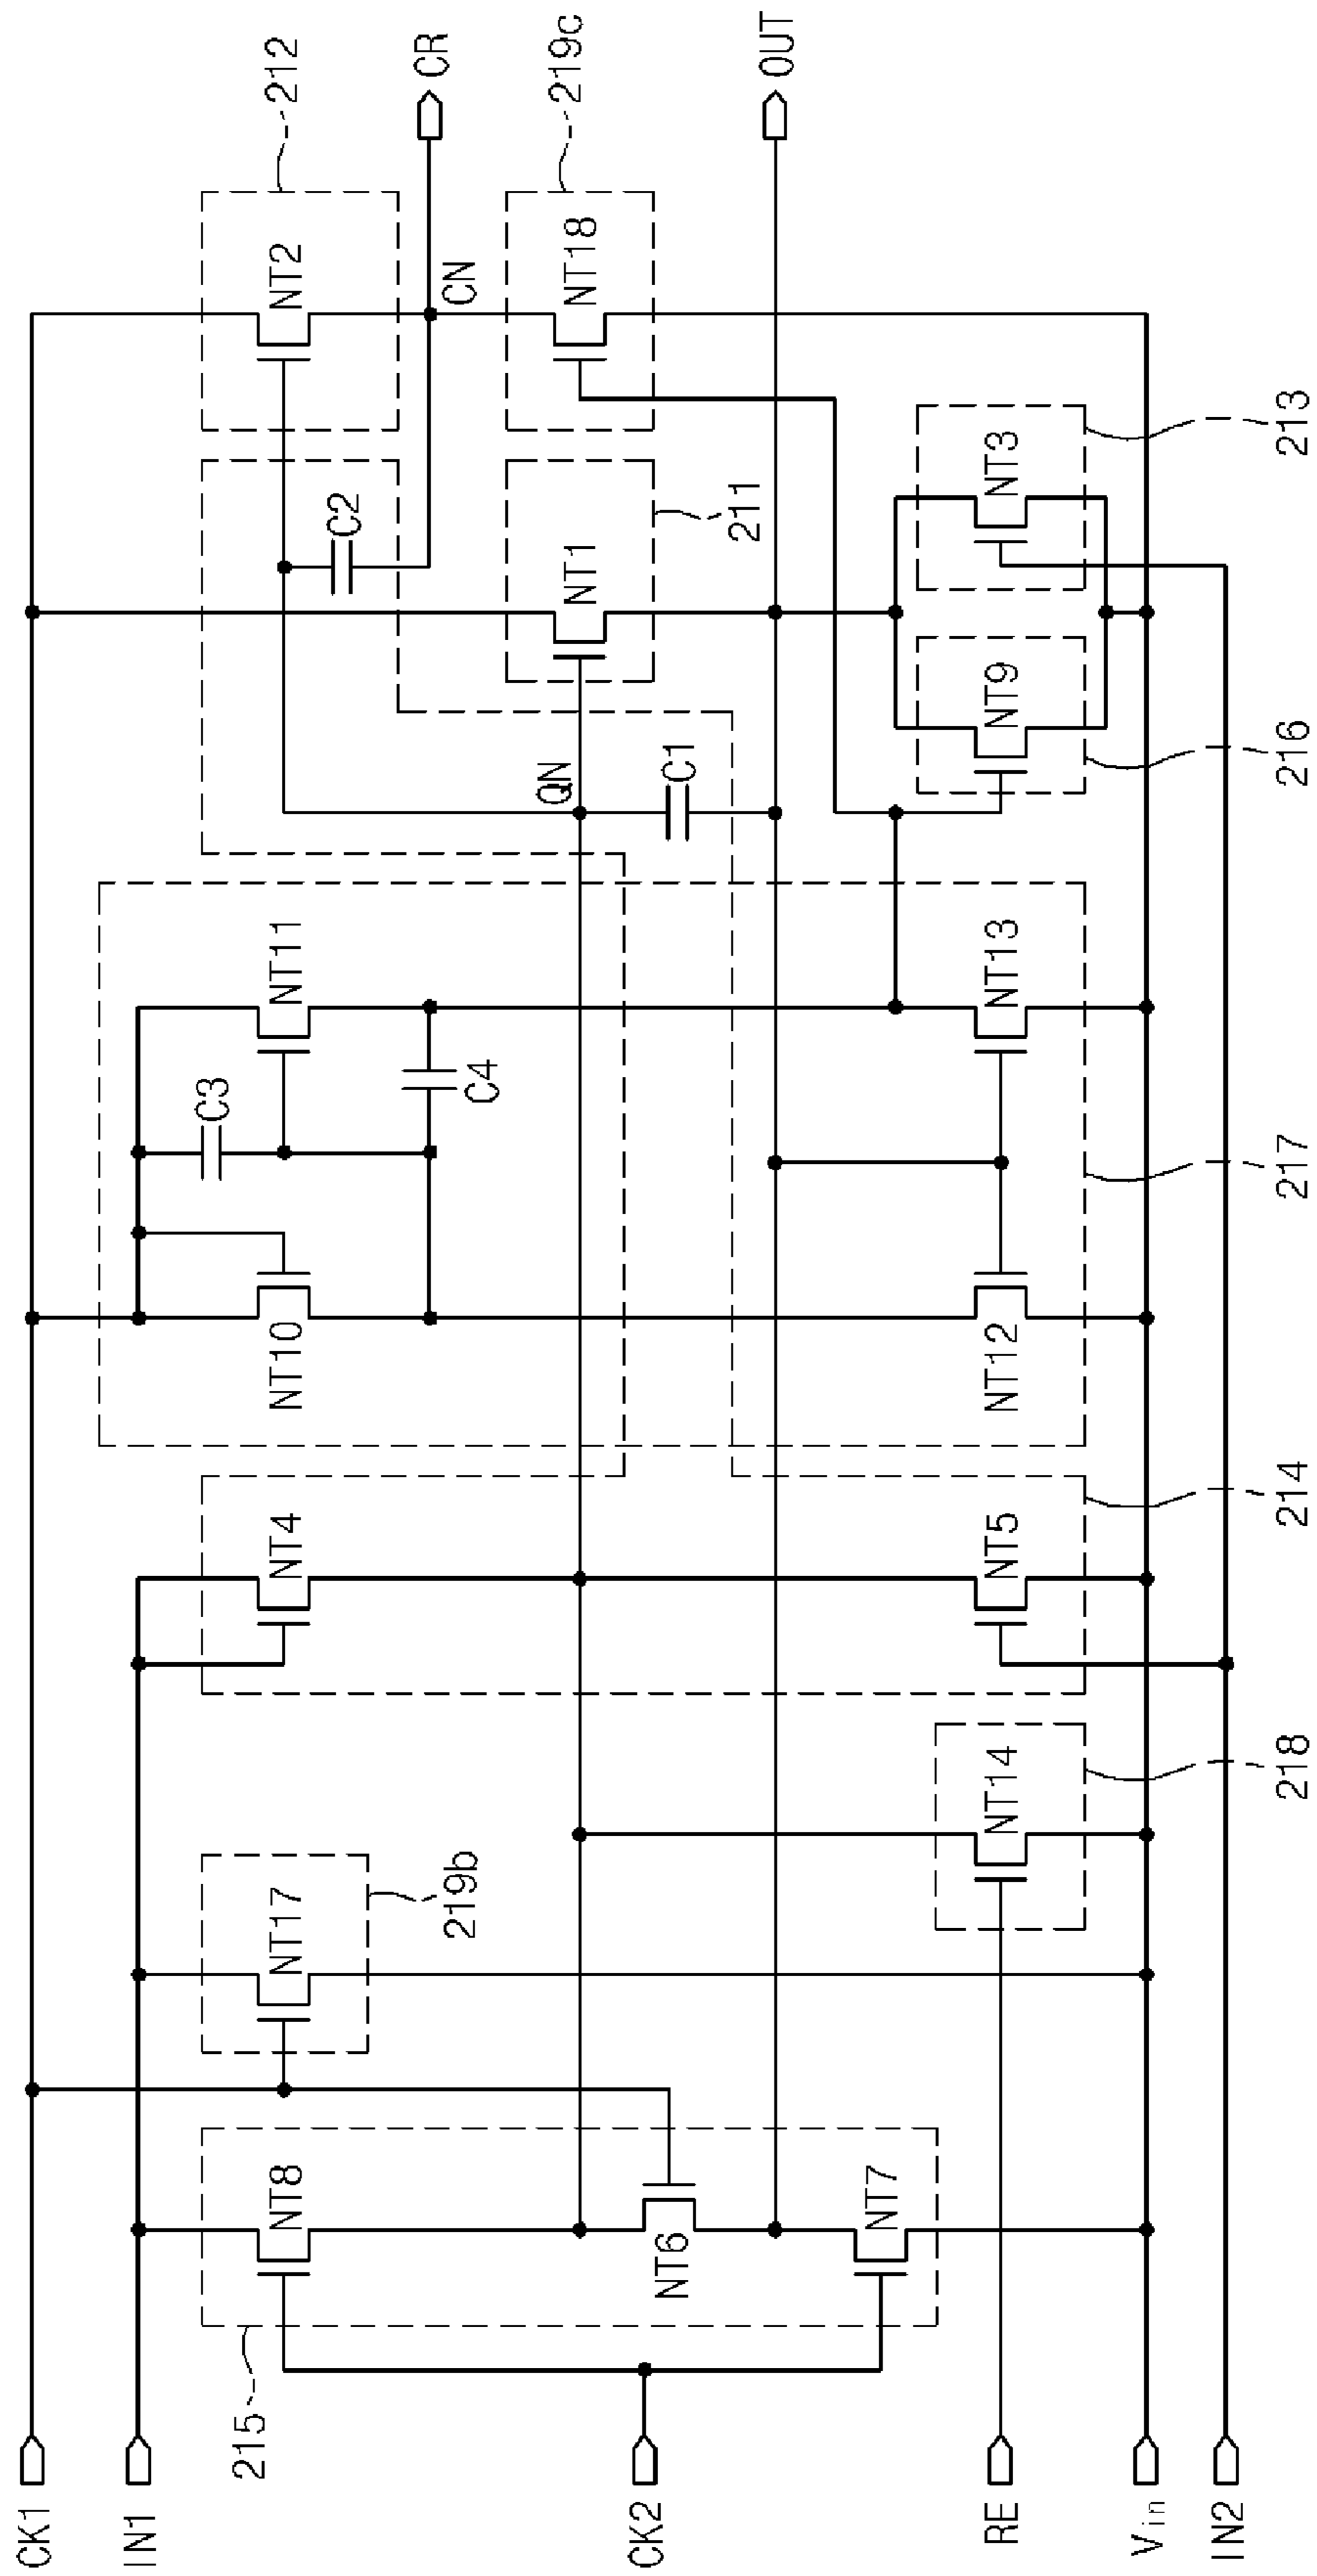 CK1
IN1
CK2
RE
Vin
IN2
215
NT8
NT6
NT7
NT17
219b
NT14
218
NT4
NT5
214
NT10
C3
NT11
C4
NT12
NT13
217
QN
C1
C2
NT1
211
NT9
216
NT3
213
NT2
212
CN
CR
NT18
219c
OUT